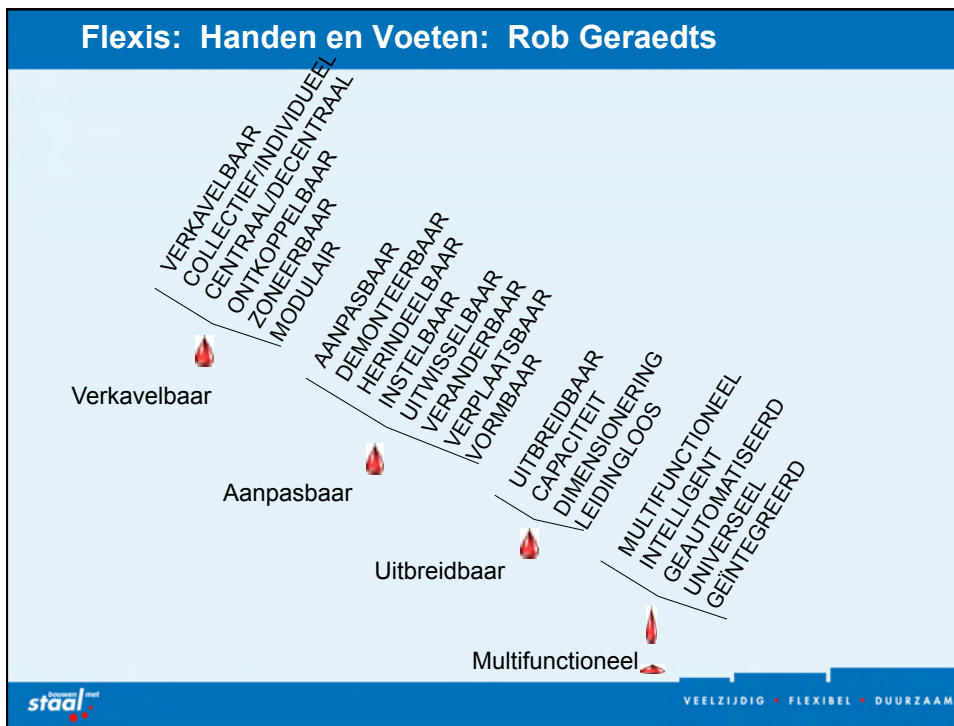 Flexis: Handen en Voeten: Rob Geraedts
VERKAVELBAAR
COLLECTIEF/INDIVIDUEEL
CENTRAAL/DECENTRAAL
ONTKOPPELBAAR
ZONEERBAAR
MODULAIR
Verkavelbaar
AANPASBAAR
DEMONTEERBAAR
HERINDEELBAAR
INSTELBAAR
UITWISSELBAAR
VERANDERBAAR
VERPLAATSBAAR
VORMBAAR
Aanpasbaar
UITBREIDBAAR
CAPACITEIT
DIMENSIONERING
LEIDINGLOOS
Uitbreidbaar
MULTIFUNCTIONEEL
INTELLIGENT
GEAUTOMATISEERD
UNIVERSEEL
GEÏNTEGREERD
Multifunctioneel
bouwen met
staal
VEELZIJDIG • FLEXIBEL • DUURZAAM